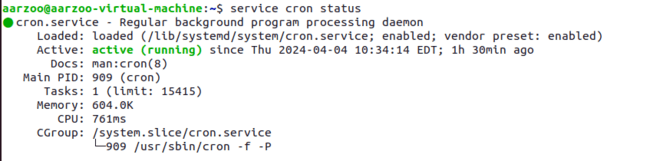 aarzoo@aarzoo-virtual-machine:~$ service cron status
● cron.service - Regular background program processing daemon
     Loaded: loaded (/lib/systemd/system/cron.service; enabled; vendor preset: enabled)
     Active: active (running) since Thu 2024-04-04 10:34:14 EDT; 1h 30min ago
       Docs: man:cron(8)
   Main PID: 909 (cron)
      Tasks: 1 (limit: 15415)
     Memory: 604.0K
        CPU: 761ms
     CGroup: /system.slice/cron.service
             └─909 /usr/sbin/cron -f -P